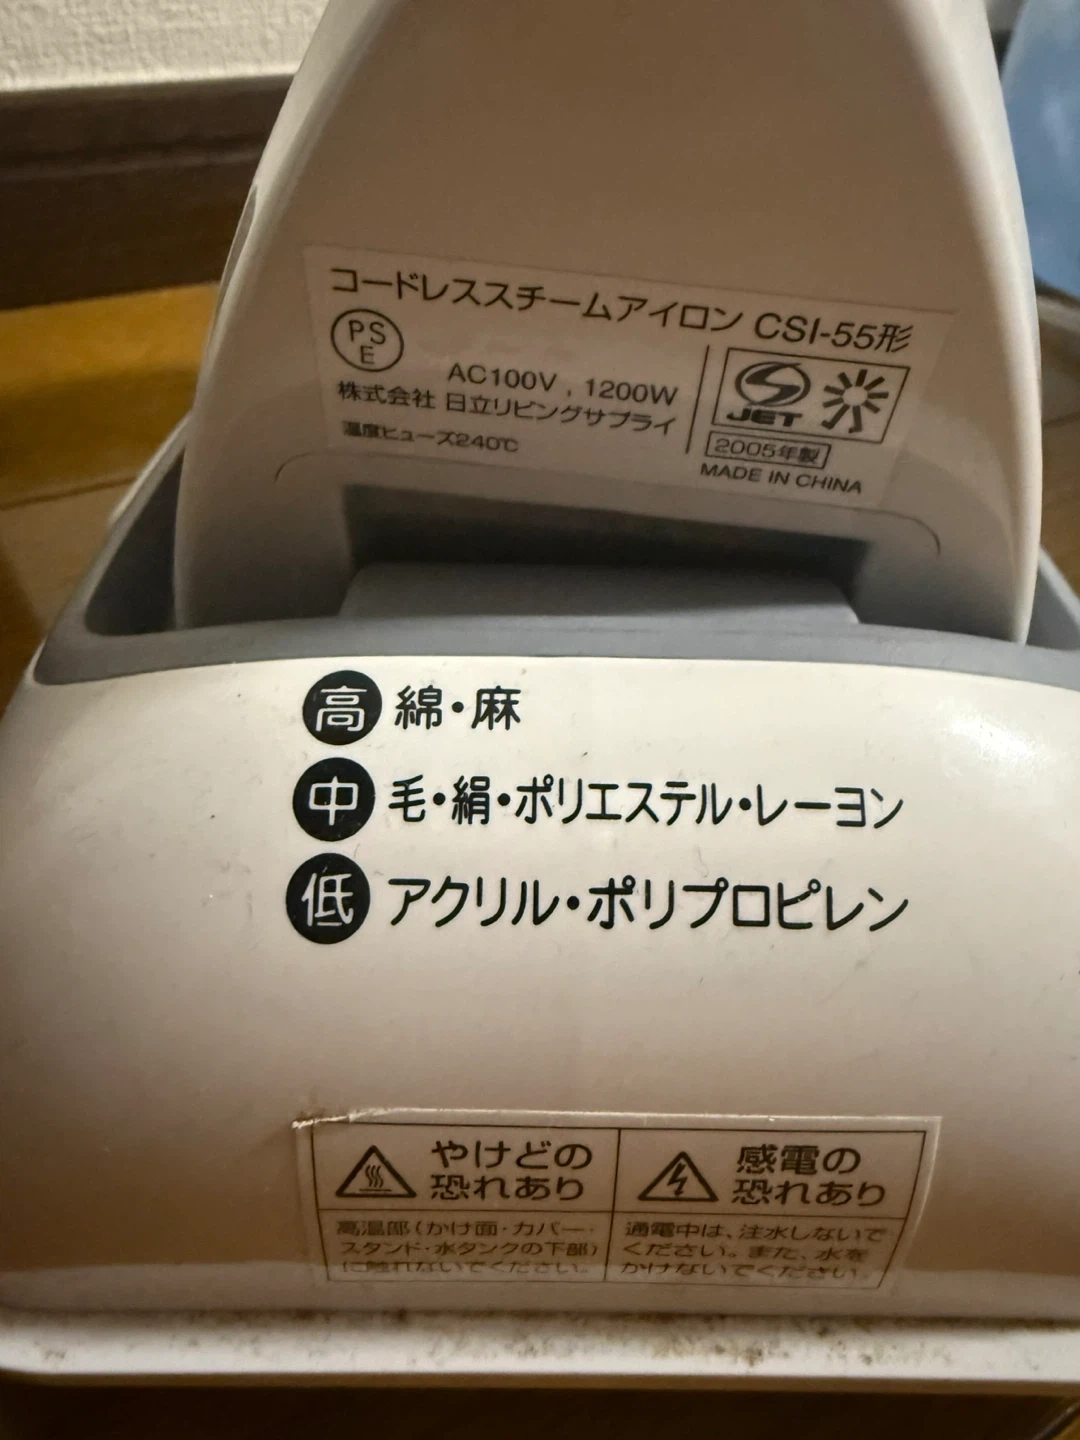 コードレススチームアイロン CSI-55形
PS
E
AC100V , 1200W
株式会社 日立リビングサプライ
温度ヒューズ240℃
JET
2005年製
MADE IN CHINA
高 綿・麻
中 毛・絹・ポリエステル・レーヨン
低 アクリル・ポリプロピレン
やけどの
恐れあり
高温部(かけ面・カバー・
スタンド・水タンクの下部)
に触れないでください。
感電の
恐れあり
通電中は、注水しないで
ください。また、水を
かけないでください。